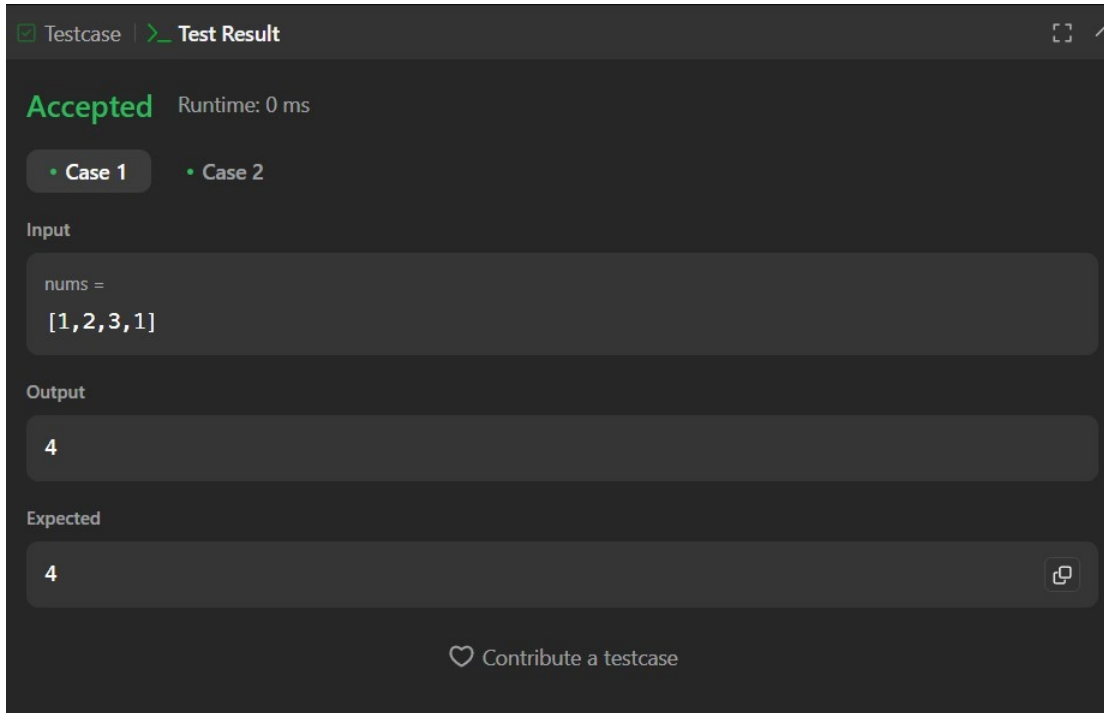 Testcase | >_ Test Result
Accepted Runtime: 0 ms
• Case 1 • Case 2
Input
nums =
[1,2,3,1]
Output
4
Expected
4
Contribute a testcase